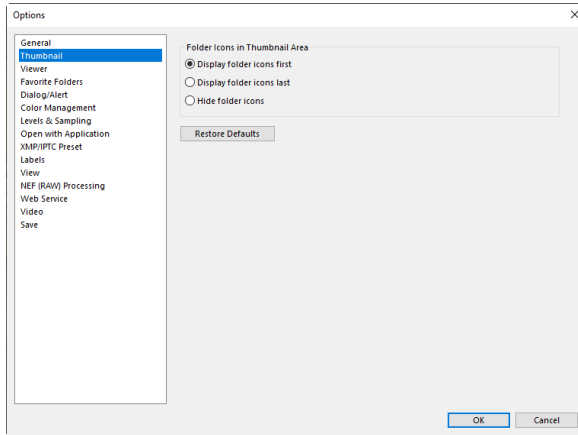 Options
General
Thumbnail
Viewer
Favorite Folders
Dialog/Alert
Color Management
Levels & Sampling
Open with Application
XMP/IPTC Preset
Labels
View
NEF (RAW) Processing
Web Service
Video
Save
Folder Icons in Thumbnail Area
Display folder icons first
Display folder icons last
Hide folder icons
Restore Defaults
OK
Cancel